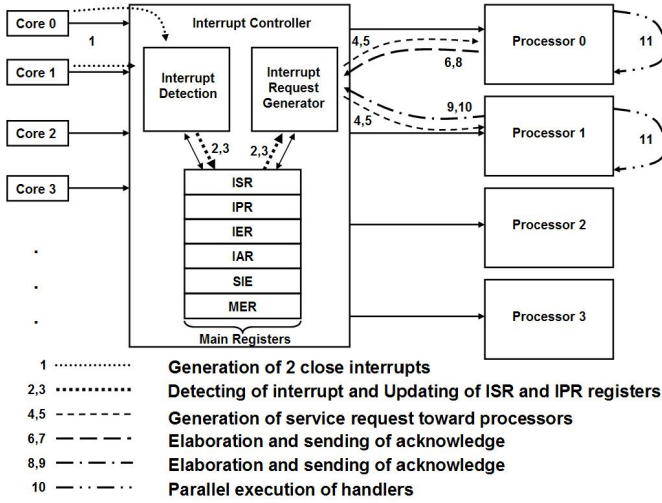 Core 0
1
Core 1
Core 2
Core 3
.
.
.
Interrupt Controller
Interrupt
Detection
Interrupt
Request
Generator
2,3
2,3
ISR
IPR
IER
IAR
SIE
MER
Main Registers
4,5
6,8
9,10
4,5
Processor 0
11
Processor 1
11
Processor 2
Processor 3
1 Generation of 2 close interrupts
2,3 Detecting of interrupt and Updating of ISR and IPR registers
4,5 Generation of service request toward processors
6,7 Elaboration and sending of acknowledge
8,9 Elaboration and sending of acknowledge
10 Parallel execution of handlers